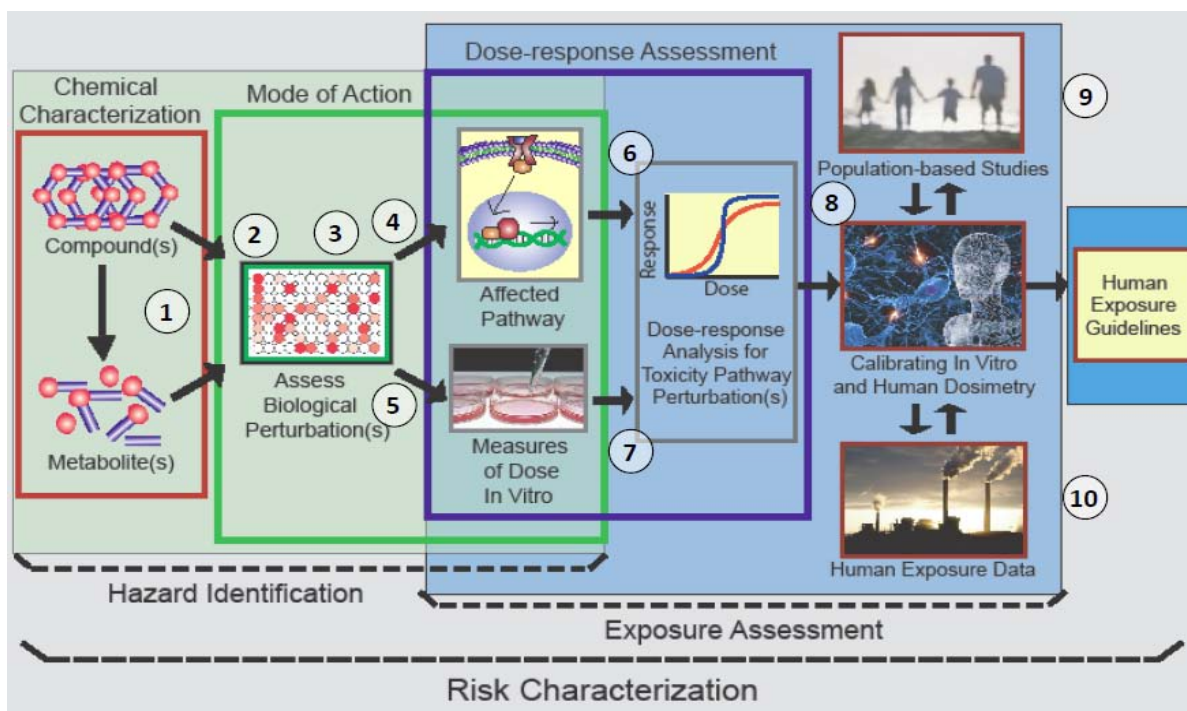 Dose-response Assessment
Chemical
Characterization
Mode of Action
Compound(s)
Metabolite(s)
1
2
3
4
5
Assess
Biological
Perturbation(s)
Affected
Pathway
Measures
of Dose
In Vitro
6
7
Response
Dose
Dose-response
Analysis for
Toxicity Pathway
Perturbation(s)
8
9
Population-based Studies
Calibrating In Vitro
and Human Dosimetry
10
Human Exposure Data
Human
Exposure
Guidelines
Hazard Identification
Exposure Assessment
Risk Characterization